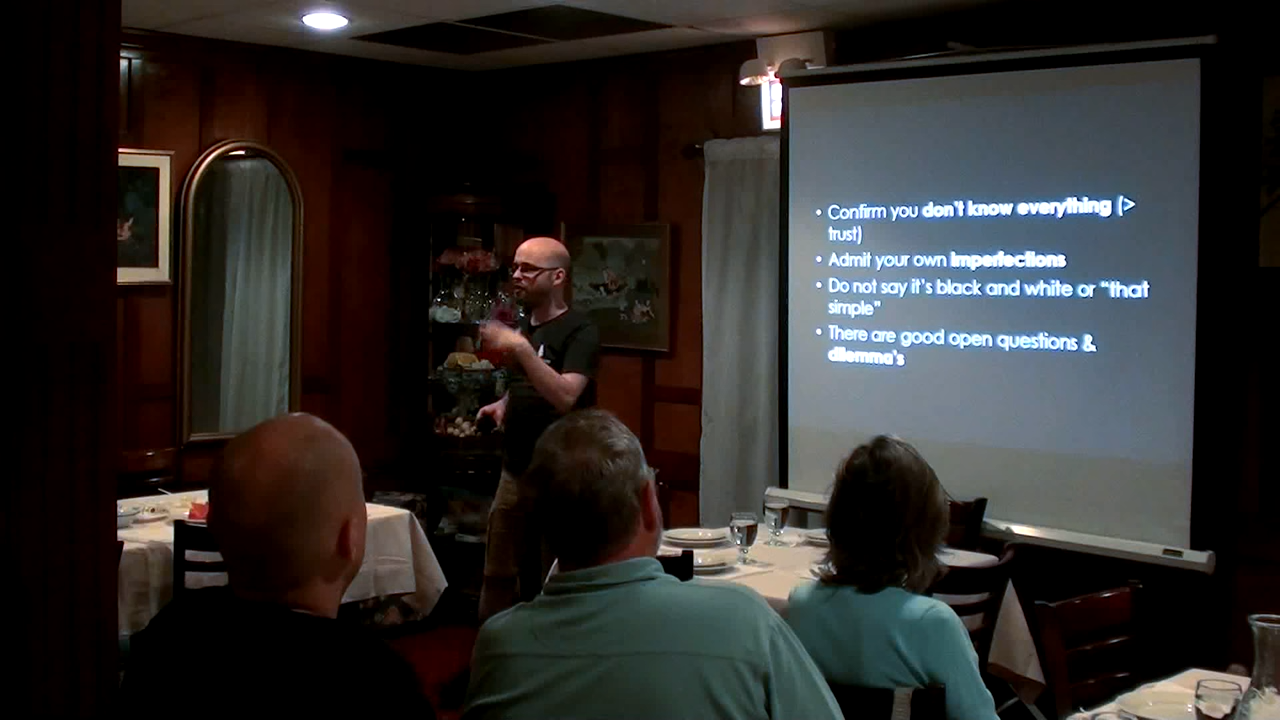 • Confirm you don't know everything (>
trust)
• Admit your own imperfections
• Do not say it's black and white or "that
simple"
• There are good open questions &
dilemma's